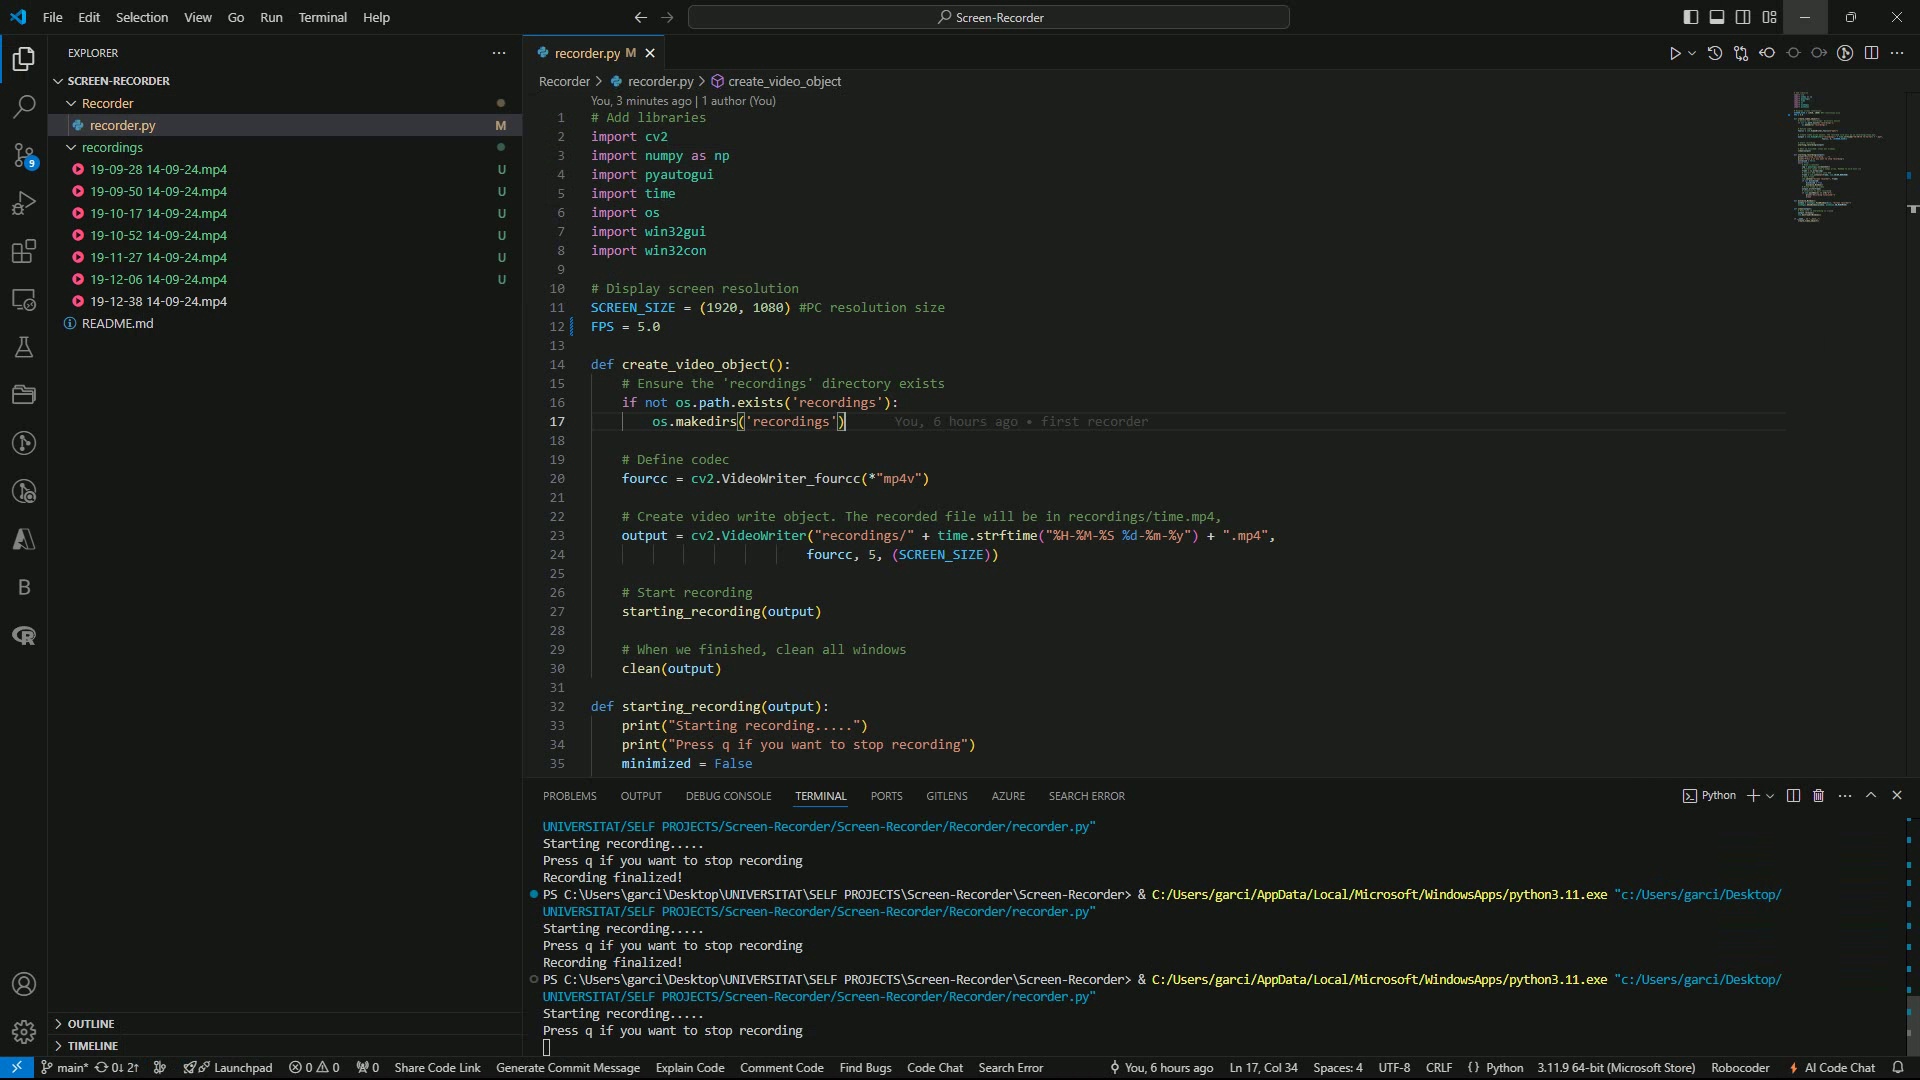 File Edit Selection View Go Run Terminal Help
Screen-Recorder
EXPLORER
SCREEN-RECORDER
Recorder
recorder.py M
recordings
19-09-28 14-09-24.mp4 U
19-09-50 14-09-24.mp4 U
19-10-17 14-09-24.mp4 U
19-10-52 14-09-24.mp4 U
19-11-27 14-09-24.mp4 U
19-12-06 14-09-24.mp4 U
19-12-38 14-09-24.mp4
README.md
9
B
OUTLINE
TIMELINE
recorder.py M
Recorder > recorder.py > create_video_object
You, 3 minutes ago | 1 author (You)
1 # Add libraries
2 import cv2
3 import numpy as np
4 import pyautogui
5 import time
6 import os
7 import win32gui
8 import win32con
9
10 # Display screen resolution
11 SCREEN_SIZE = (1920, 1080) #PC resolution size
12 FPS = 5.0
13
14 def create_video_object():
15 # Ensure the 'recordings' directory exists
16 if not os.path.exists('recordings'):
17 os.makedirs('recordings') You, 6 hours ago • first recorder
18
19 # Define codec
20 fourcc = cv2.VideoWriter_fourcc(*"mp4v")
21
22 # Create video write object. The recorded file will be in recordings/time.mp4,
23 output = cv2.VideoWriter("recordings/" + time.strftime("%H-%M-%S %d-%m-%y") + ".mp4",
24 fourcc, 5, (SCREEN_SIZE))
25
26 # Start recording
27 starting_recording(output)
28
29 # When we finished, clean all windows
30 clean(output)
31
32 def starting_recording(output):
33 print("Starting recording.....")
34 print("Press q if you want to stop recording")
35 minimized = False
PROBLEMS OUTPUT DEBUG CONSOLE TERMINAL PORTS GITLENS AZURE SEARCH ERROR
Python
UNIVERSITAT/SELF PROJECTS/Screen-Recorder/Screen-Recorder/Recorder/recorder.py"
Starting recording.....
Press q if you want to stop recording
Recording finalized!
PS C:\Users\garci\Desktop\UNIVERSITAT\SELF PROJECTS\Screen-Recorder\Screen-Recorder> & C:/Users/garci/AppData/Local/Microsoft/WindowsApps/python3.11.exe "c:/Users/garci/Desktop/
UNIVERSITAT/SELF PROJECTS/Screen-Recorder/Screen-Recorder/Recorder/recorder.py"
Starting recording.....
Press q if you want to stop recording
Recording finalized!
PS C:\Users\garci\Desktop\UNIVERSITAT\SELF PROJECTS\Screen-Recorder\Screen-Recorder> & C:/Users/garci/AppData/Local/Microsoft/WindowsApps/python3.11.exe "c:/Users/garci/Desktop/
UNIVERSITAT/SELF PROJECTS/Screen-Recorder/Screen-Recorder/Recorder/recorder.py"
Starting recording.....
Press q if you want to stop recording
main* 0↓ 2↑ Launchpad 0 0 0 Share Code Link Generate Commit Message Explain Code Comment Code Find Bugs Code Chat Search Error You, 6 hours ago Ln 17, Col 34 Spaces: 4 UTF-8 CRLF {} Python 3.11.9 64-bit (Microsoft Store) Robocoder AI Code Chat